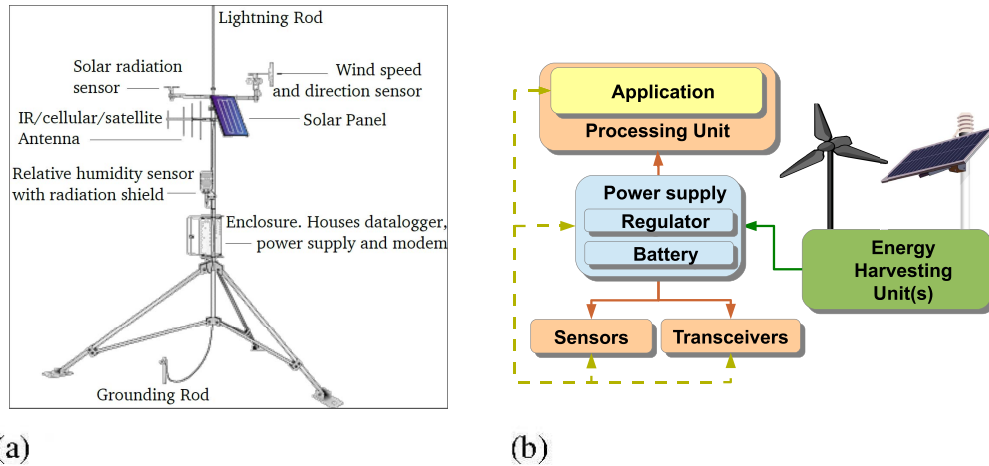 Lightning Rod
Solar radiation
sensor
Wind speed
and direction sensor
IR/cellular/satellite
Antenna
Solar Panel
Relative humidity sensor
with radiation shield
Enclosure. Houses datalogger,
power supply and modem
Grounding Rod
(a)
Application
Processing Unit
Power supply
Regulator
Battery
Energy
Harvesting
Unit(s)
Sensors
Transceivers
(b)